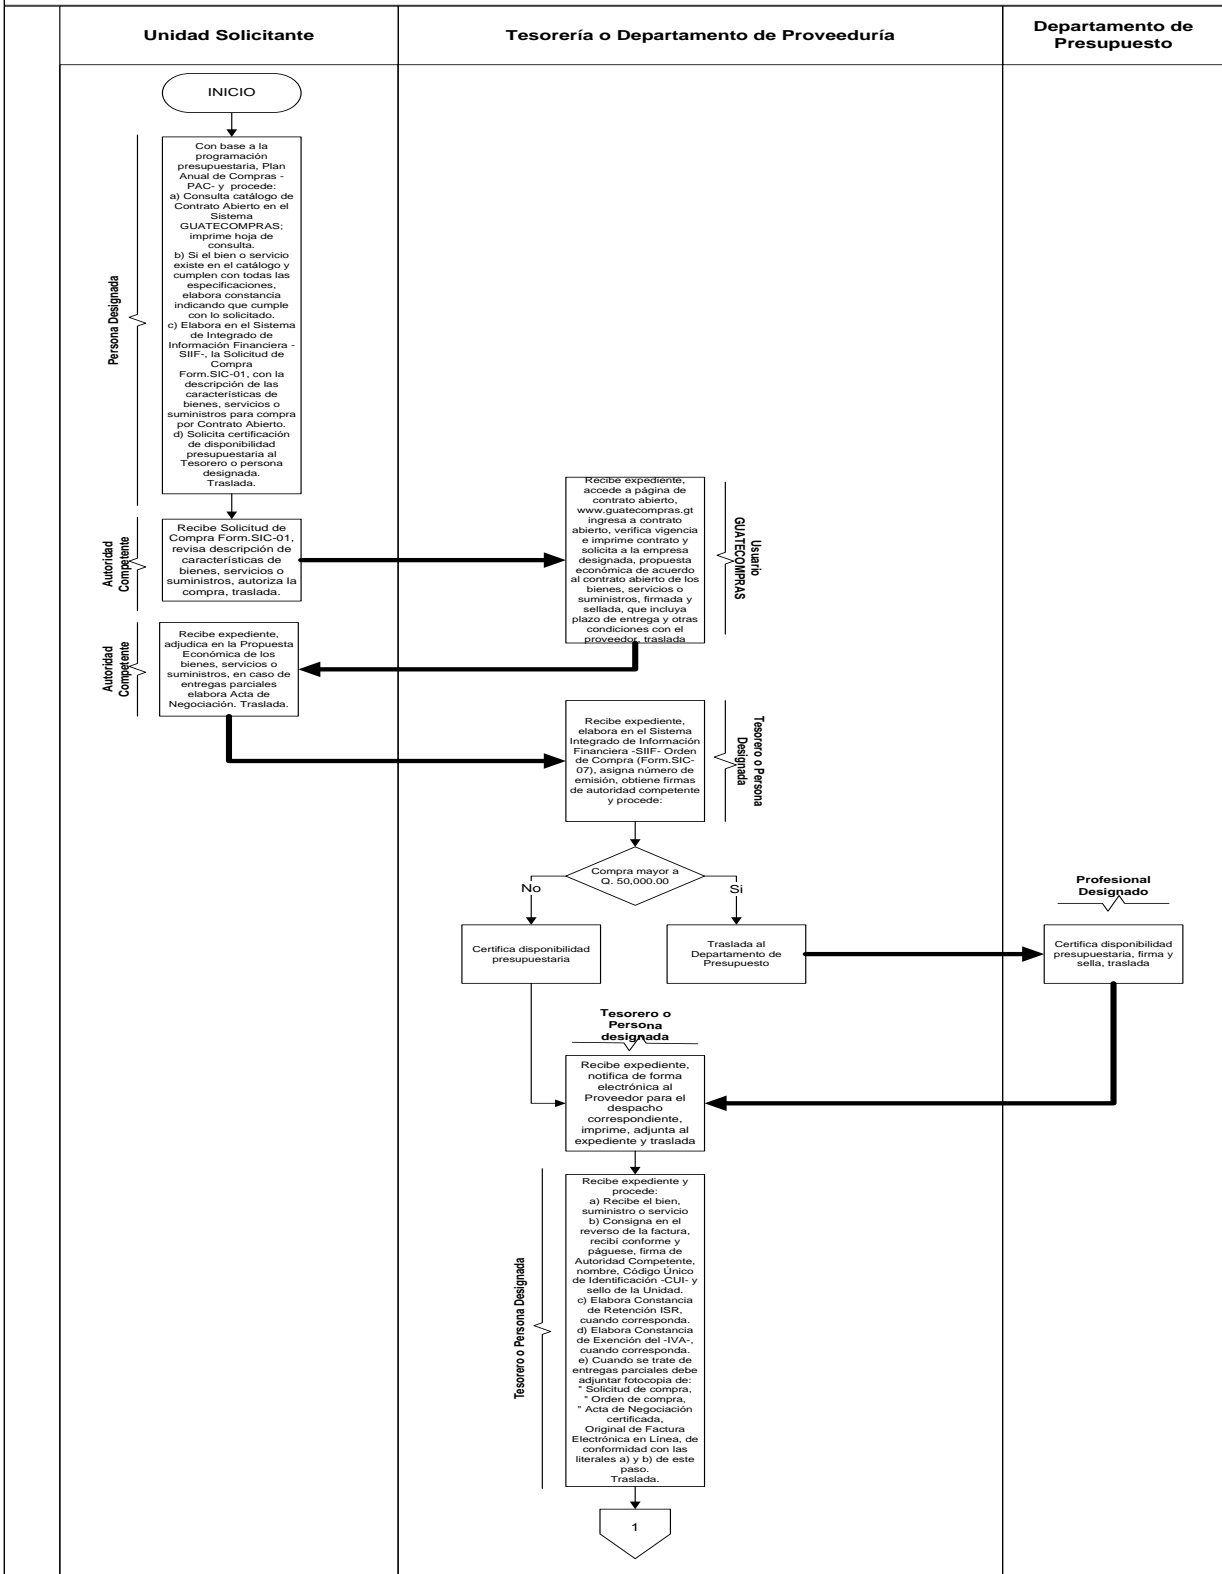 Unidad Solicitante
Tesorería o Departamento de Proveeduría
Departamento de
Presupuesto
INICIO
Persona Designada
Con base a la
programación
presupuestaria, Plan
Anual de Compras -
PAC- y procede:
a) Consulta catálogo de
Contrato Abierto en el
Sistema
GUATECOMPRAS;
imprime hoja de
consulta.
b) Si el bien o servicio
existe en el catálogo y
cumplen con todas las
especificaciones,
elabora constancia
indicando que cumple
con lo solicitado.
c) Elabora en el Sistema
de Integrado de
Información Financiera -
SIIF-, la Solicitud de
Compra
Form.SIC-01, con la
descripción de las
características de
bienes, servicios o
suministros para compra
por Contrato Abierto.
d) Solicita certificación
de disponibilidad
presupuestaria al
Tesorero o persona
designada.
Traslada.
Autoridad
Competente
Recibe Solicitud de
Compra Form.SIC-01,
revisa descripción de
características de
bienes, servicios o
suministros, autoriza la
compra, traslada.
Recibe expediente,
accede a página de
contrato abierto,
www.guatecompras.gt
ingresa a contrato
abierto, verifica vigencia
e imprime contrato y
solicita a la empresa
designada, propuesta
económica de acuerdo
al contrato abierto de los
bienes, servicios o
suministros, firmada y
sellada, que incluya
plazo de entrega y otras
condiciones con el
proveedor, traslada
Usuario
GUATECOMPRAS
Autoridad
Competente
Recibe expediente,
adjudica en la Propuesta
Económica de los
bienes, servicios o
suministros, en caso de
entregas parciales
elabora Acta de
Negociación. Traslada.
Recibe expediente,
elabora en el Sistema
Integrado de Información
Financiera -SIIF- Orden
de Compra (Form.SIC-
07), asigna número de
emisión, obtiene firmas
de autoridad competente
y procede:
Tesorero o Persona
Designada
Compra mayor a
Q. 50,000.00
No
Si
Certifica disponibilidad
presupuestaria
Traslada al
Departamento de
Presupuesto
Profesional
Designado
Certifica disponibilidad
presupuestaria, firma y
sella, traslada
Tesorero o
Persona
designada
Recibe expediente,
notifica de forma
electrónica al
Proveedor para el
despacho
correspondiente,
imprime, adjunta al
expediente y traslada
Tesorero o Persona Designada
Recibe expediente y
procede:
a) Recibe el bien,
suministro o servicio
b) Consigna en el
reverso de la factura,
recibí conforme y
páguese, firma de
Autoridad Competente,
nombre, Código Único
de Identificación -CUI- y
sello de la Unidad.
c) Elabora Constancia
de Retención ISR,
cuando corresponda.
d) Elabora Constancia
de Exención del -IVA-,
cuando corresponda.
e) Cuando se trate de
entregas parciales debe
adjuntar fotocopia de:
" Solicitud de compra,
" Orden de compra,
" Acta de Negociación
certificada,
Original de Factura
Electrónica en Línea, de
conformidad con las
literales a) y b) de este
paso.
Traslada.
1